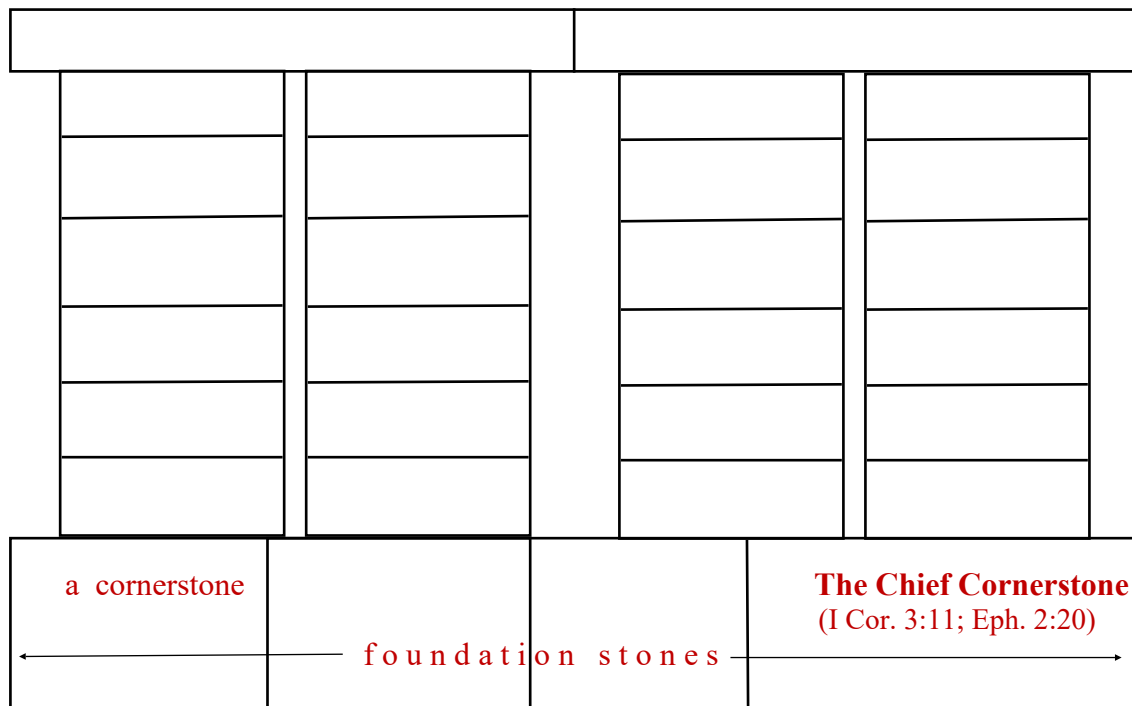 a cornerstone
The Chief Cornerstone
(I Cor. 3:11; Eph. 2:20)
foundation stones